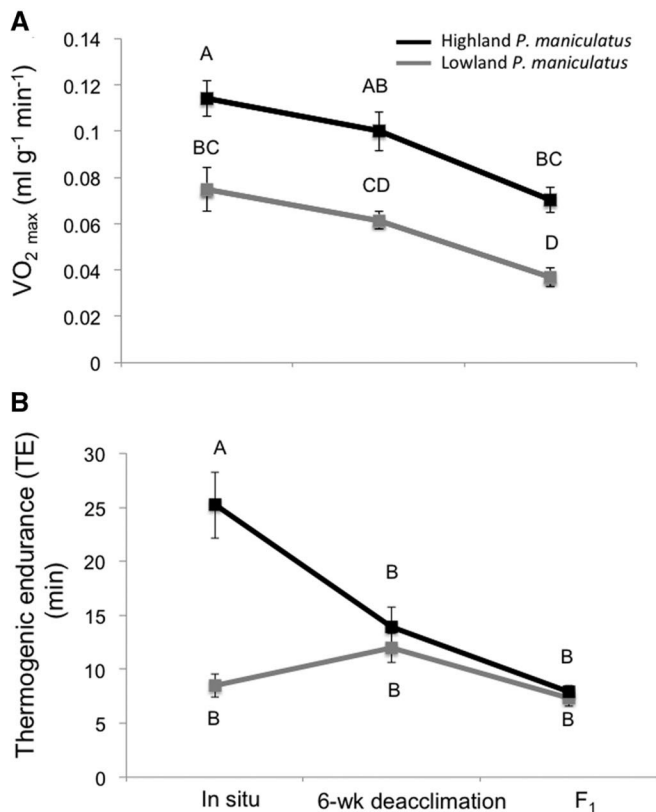 A
0.14
0.12
0.1
0.08
0.06
0.04
0.02
0
VO2 max (ml g-1 min-1)
Highland P. maniculatus
Lowland P. maniculatus
A
AB
BC
BC
CD
D
B
30
25
20
15
10
5
0
Thermogenic endurance (TE)
(min)
A
B
B
B
B
B
In situ
6-wk deacclimation
F1